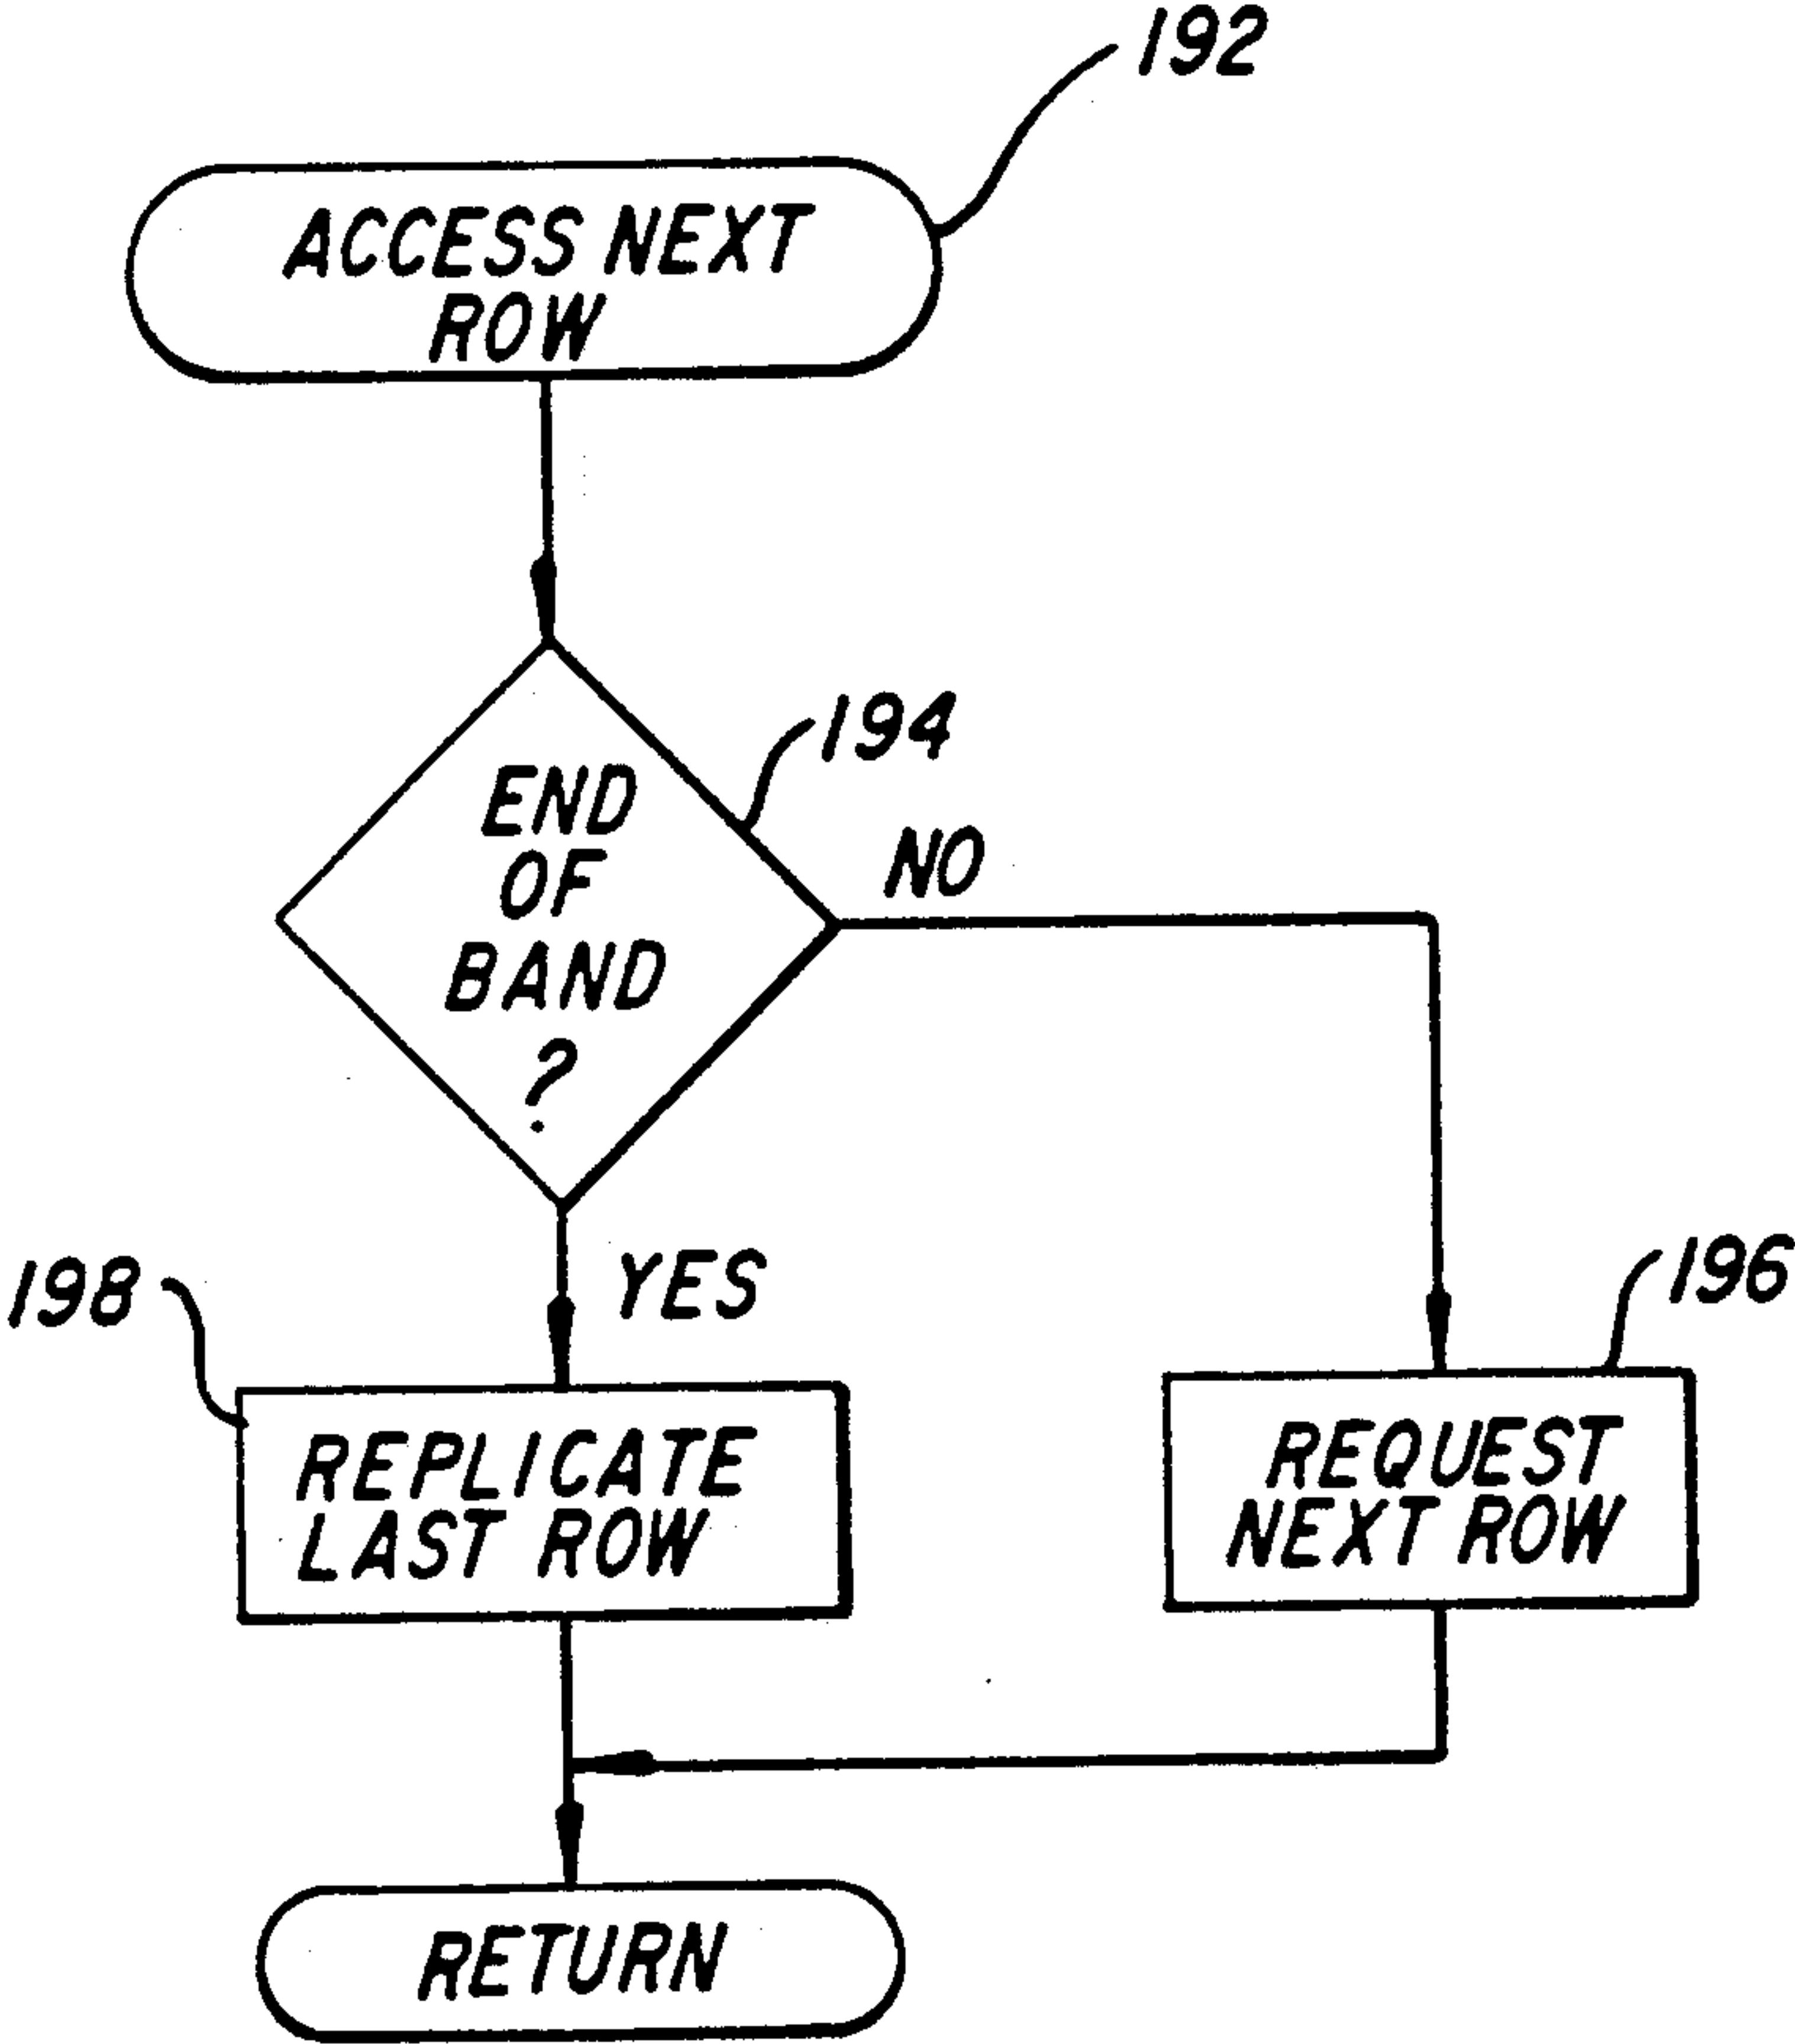 192
ACCESS NEXT
ROW
194
END
OF
BAND
?
NO
YES
198
196
REPLICATE
LAST ROW
REQUEST
NEXT ROW
RETURN